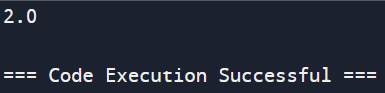 2.0
=== Code Execution Successful ===